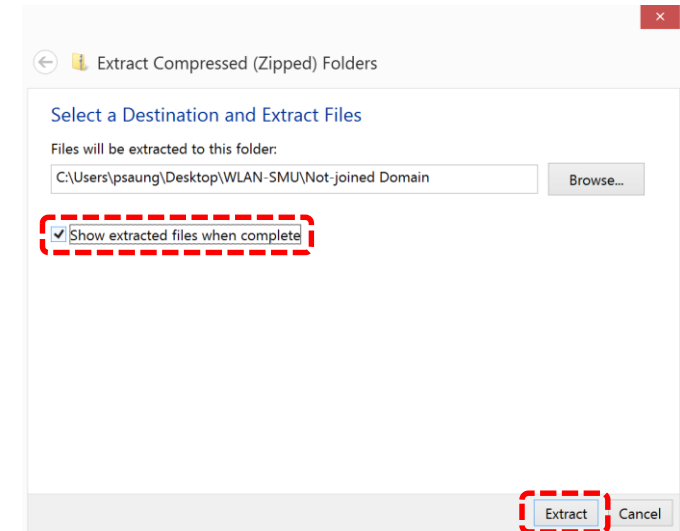 Extract Compressed (Zipped) Folders
Select a Destination and Extract Files
Files will be extracted to this folder:
C:\Users\psaung\Desktop\WLAN-SMU\Not-joined Domain
Browse...
Show extracted files when complete
Extract
Cancel